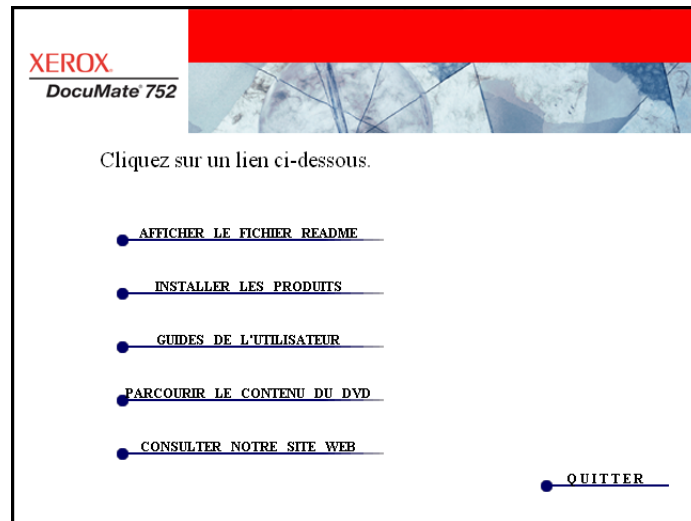 XEROX.
DocuMate® 752
Cliquez sur un lien ci-dessous.
AFFICHER LE FICHIER README
INSTALLER LES PRODUITS
GUIDES DE L'UTILISATEUR
PARCOURIR LE CONTENU DU DVD
CONSULTER NOTRE SITE WEB
QUITTER